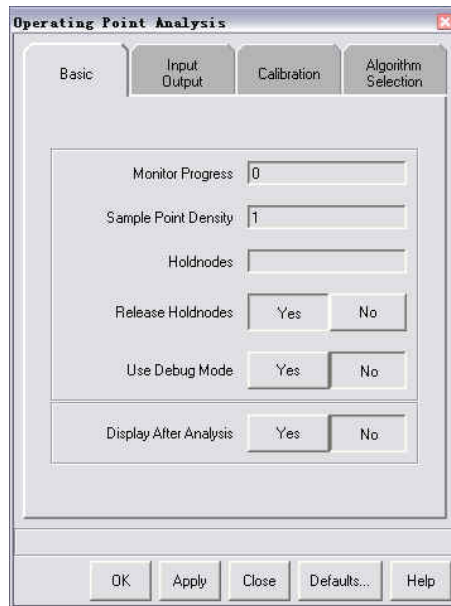 Operating Point Analysis
Basic
Input
Output
Calibration
Algorithm
Selection
Monitor Progress 0
Sample Point Density 1
Holdnodes
Release Holdnodes Yes No
Use Debug Mode Yes No
Display After Analysis Yes No
OK Apply Close Defaults... Help